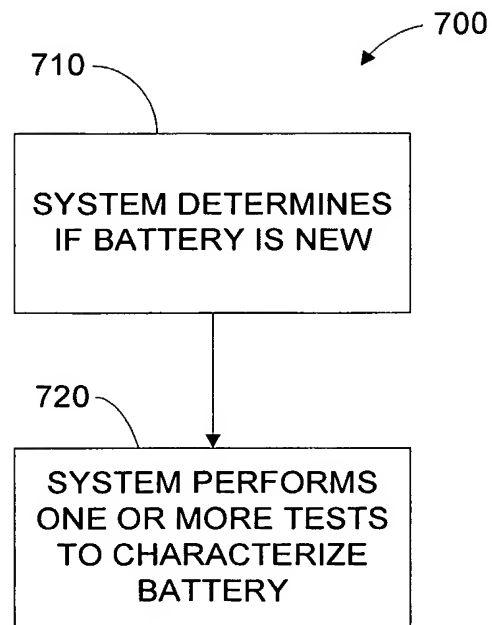 700
710
SYSTEM DETERMINES
IF BATTERY IS NEW
720
SYSTEM PERFORMS
ONE OR MORE TESTS
TO CHARACTERIZE
BATTERY